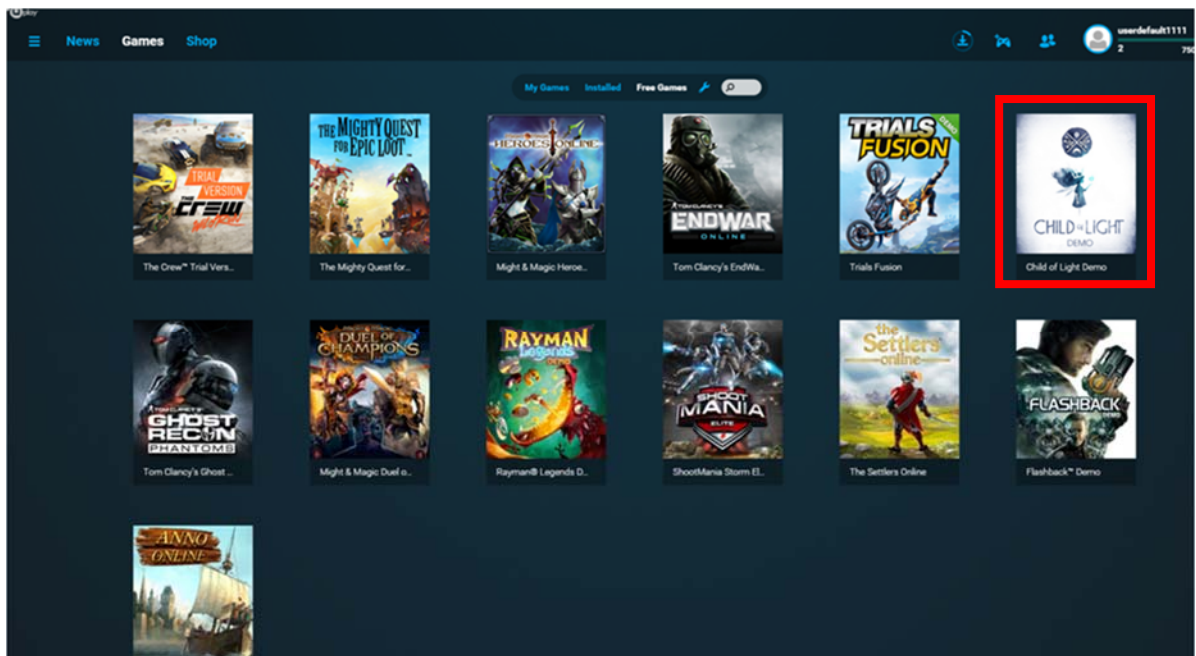 Uplay
News Games Shop
userdefault1111
2 750
My Games Installed Free Games
TRIAL VERSION
THE CREW
THE MIGHTY QUEST
FOR EPIC LOOT
HEROES ONLINE
TOM CLANCY'S
ENDWAR
ONLINE
TRIALS
FUSION
DEMO
CHILD OF LIGHT
DEMO
The Crew™ Trial Vers...
The Mighty Quest for...
Might & Magic Heroe...
Tom Clancy's EndWa...
Trials Fusion
Child of Light Demo
TOM CLANCY'S
GHOST
RECON
PHANTOMS
DUEL OF
CHAMPIONS
RAYMAN
Legends
DEMO
SHOOT
MANIA
ELITE
the
Settlers
online
FLASHBACK
DEMO
Tom Clancy's Ghost ...
Might & Magic Duel o...
Rayman® Legends D...
ShootMania Storm El...
The Settlers Online
Flashback™ Demo
ANNO
ONLINE